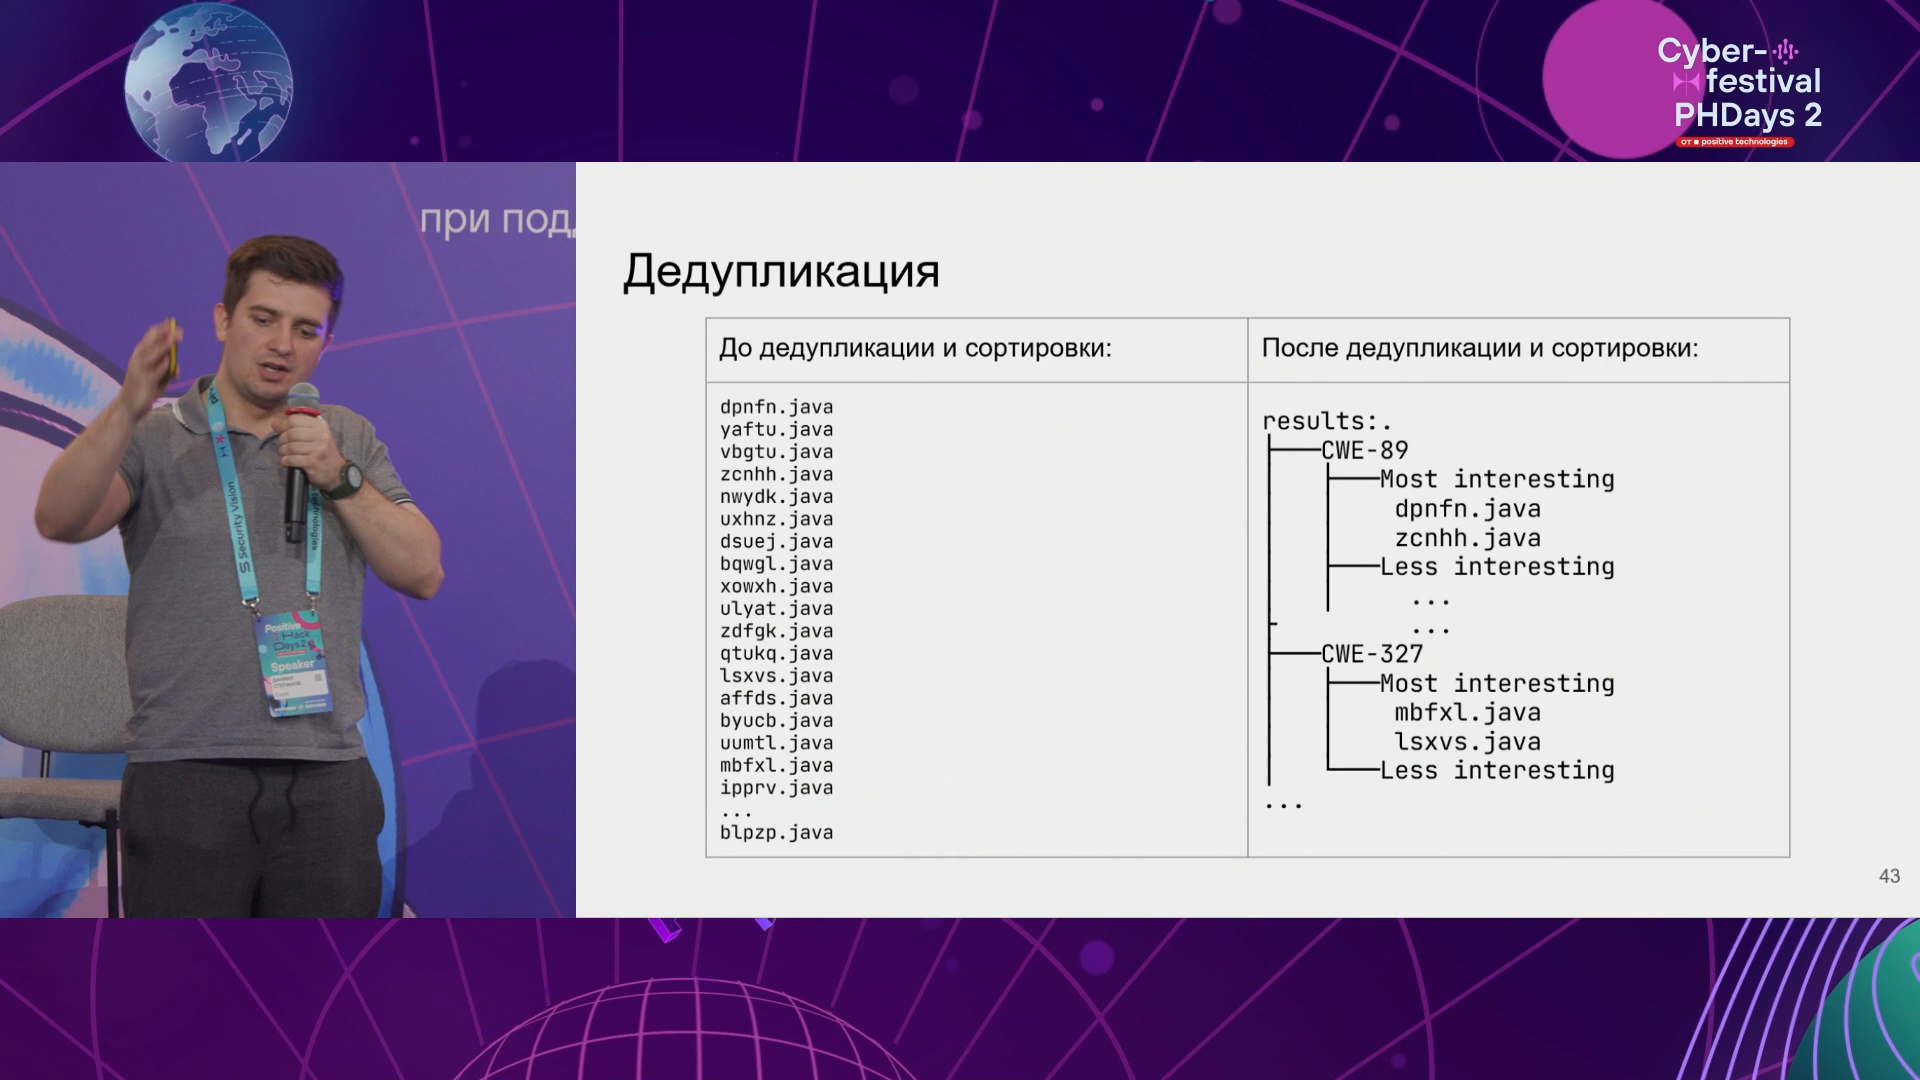 Cyber-
festival
PHDays 2
от positive technologies
при под
Дедупликация
До дедупликации и сортировки:
dpnfn.java
yaftu.java
vbgtu.java
zcnhh.java
nwydk.java
uxhnz.java
dsuej.java
bqwgl.java
xowxh.java
ulyat.java
zdfgk.java
qtukq.java
lsxvs.java
affds.java
byucb.java
uumtl.java
mbfxl.java
ipprv.java
...
blpzp.java
После дедупликации и сортировки:
results:.
CWE-89
Most interesting
dpnfn.java
zcnhh.java
Less interesting
...
...
CWE-327
Most interesting
mbfxl.java
lsxvs.java
Less interesting
...
43
Security Vision
Positive
Hack
Days 2
Speaker